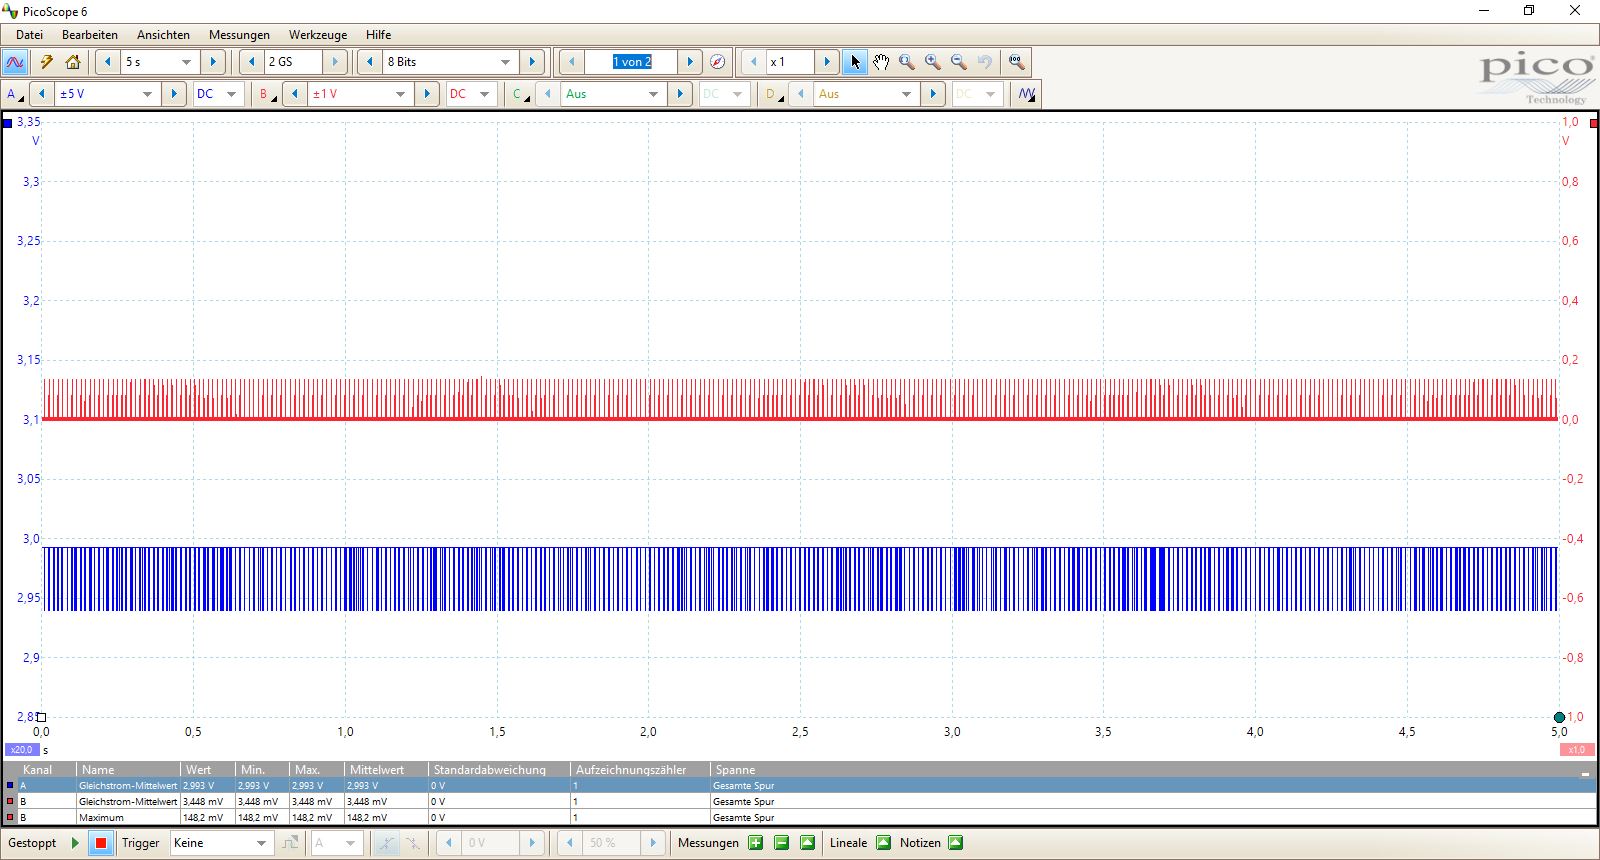 PicoScope 6
Datei Bearbeiten Ansichten Messungen Werkzeuge Hilfe
5 s 2 GS 8 Bits 1 von 2 x 1
A ±5 V DC B ±1 V DC C Aus DC D Aus DC
pico
Technology
3,35 1,0
V V
3,3 0,8
3,25 0,6
3,2 0,4
3,15 0,2
3,1 0,0
3,05 -0,2
3,0 -0,4
2,95 -0,6
2,9 -0,8
2,85 -1,0
0,0 0,5 1,0 1,5 2,0 2,5 3,0 3,5 4,0 4,5 5,0
x20,0 s x1,0
Kanal Name Wert Min. Max. Mittelwert Standardabweichung Aufzeichnungszähler Spanne
A Gleichstrom-Mittelwert 2,993 V 2,993 V 2,993 V 2,993 V 0 V 1 Gesamte Spur
B Gleichstrom-Mittelwert 3,448 mV 3,448 mV 3,448 mV 3,448 mV 0 V 1 Gesamte Spur
B Maximum 148,2 mV 148,2 mV 148,2 mV 148,2 mV 0 V 1 Gesamte Spur
Gestoppt Trigger Keine A 0 V 50 % Messungen Lineale Notizen